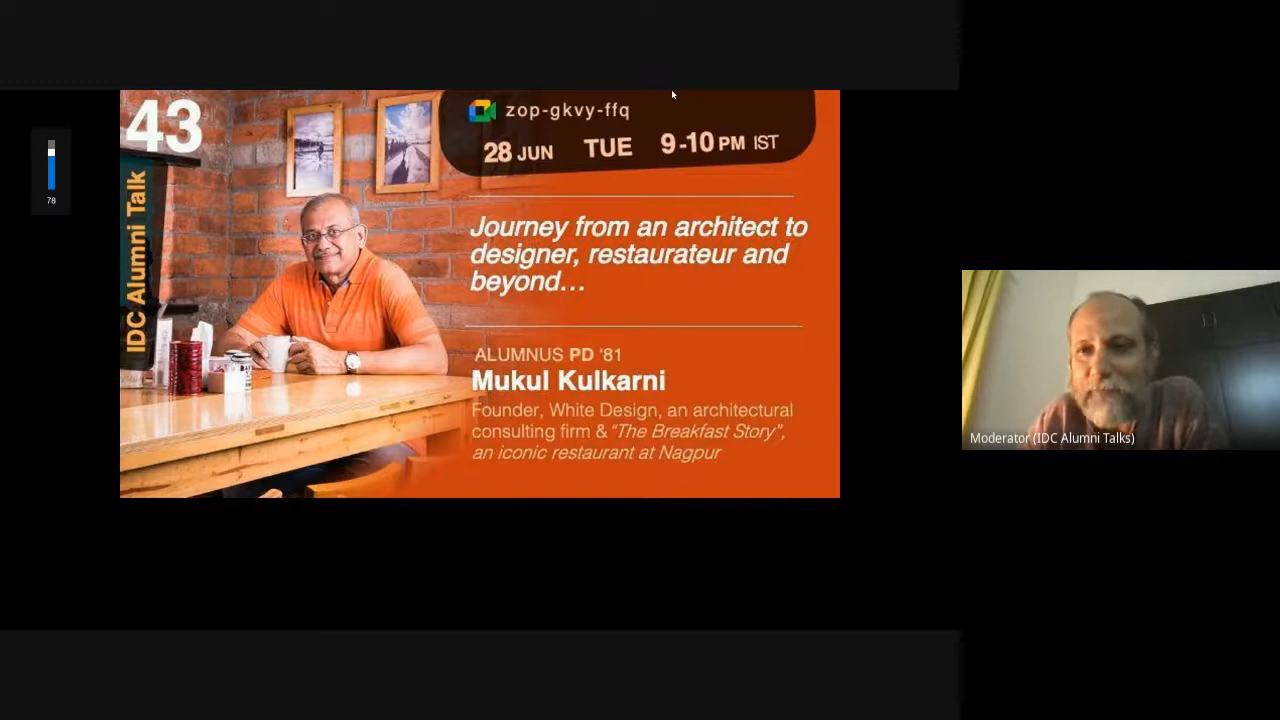 43
IDC Alumni Talk
zop-gkvy-ffq
28 JUN TUE 9-10 PM IST
Journey from an architect to
designer, restaurateur and
beyond...
ALUMNUS PD '81
Mukul Kulkarni
Founder, White Design, an architectural
consulting firm & "The Breakfast Story",
an iconic restaurant at Nagpur
78
Moderator (IDC Alumni Talks)